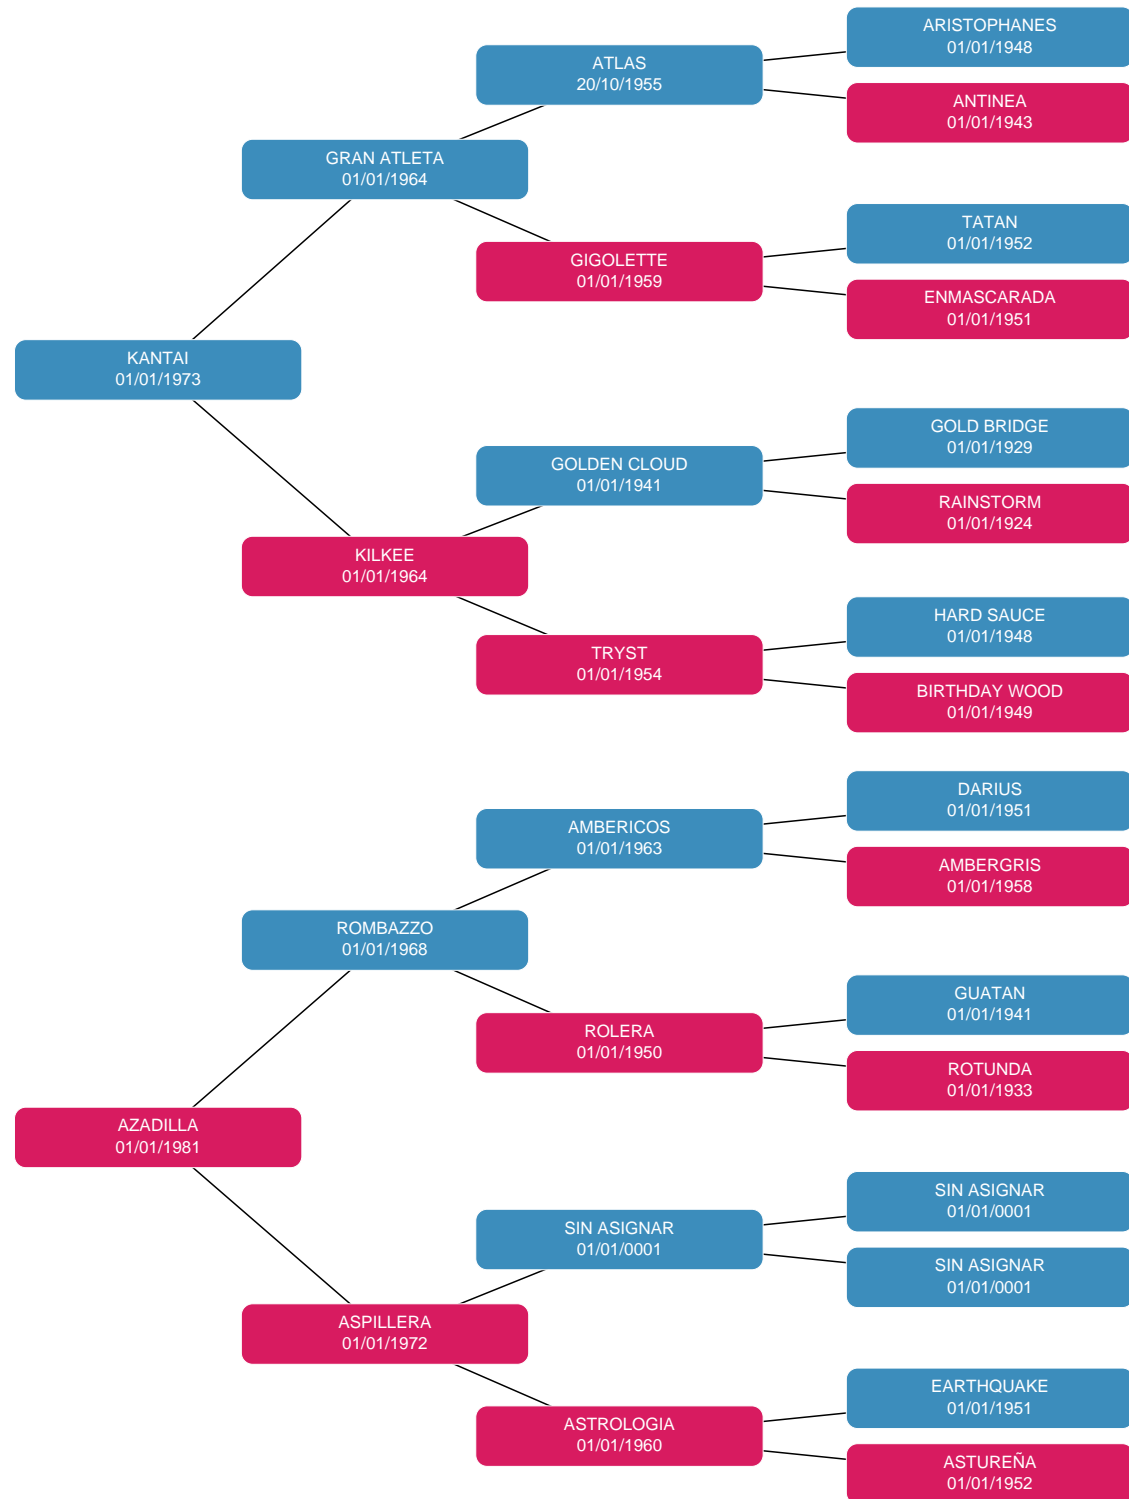 ARISTOPHANES
01/01/1948
ATLAS
20/10/1955
ANTINEA
01/01/1943
GRAN ATLETA
01/01/1964
TATAN
01/01/1952
GIGOLETTE
01/01/1959
ENMASCARADA
01/01/1951
KANTAI
01/01/1973
GOLD BRIDGE
01/01/1929
GOLDEN CLOUD
01/01/1941
RAINSTORM
01/01/1924
KILKEE
01/01/1964
HARD SAUCE
01/01/1948
TRYST
01/01/1954
BIRTHDAY WOOD
01/01/1949
DARIUS
01/01/1951
AMBERICOS
01/01/1963
AMBERGRIS
01/01/1958
ROMBAZZO
01/01/1968
GUATAN
01/01/1941
ROLERA
01/01/1950
ROTUNDA
01/01/1933
AZADILLA
01/01/1981
SIN ASIGNAR
01/01/0001
SIN ASIGNAR
01/01/0001
SIN ASIGNAR
01/01/0001
ASPILLERA
01/01/1972
EARTHQUAKE
01/01/1951
ASTROLOGIA
01/01/1960
ASTUREÑA
01/01/1952